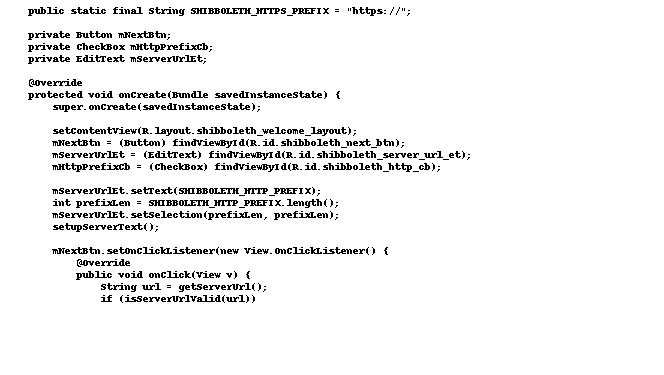 public static final String SHIBBOLETH_HTTPS_PREFIX = "https://";
private Button mNextBtn;
private CheckBox mHttpPrefixCb;
private EditText mServerUrlEt;
@Override
protected void onCreate(Bundle savedInstanceState) {
super.onCreate(savedInstanceState);
setContentView(R.layout.shibboleth_welcome_layout);
mNextBtn = (Button) findViewById(R.id.shibboleth_next_btn);
mServerUrlEt = (EditText) findViewById(R.id.shibboleth_server_url_et);
mHttpPrefixCb = (CheckBox) findViewById(R.id.shibboleth_http_cb);
mServerUrlEt.setText(SHIBBOLETH_HTTP_PREFIX);
int prefixLen = SHIBBOLETH_HTTP_PREFIX.length();
mServerUrlEt.setSelection(prefixLen, prefixLen);
setupServerText();
mNextBtn.setOnClickListener(new View.OnClickListener() {
@Override
public void onClick(View v) {
String url = getServerUrl();
if (isServerUrlValid(url))